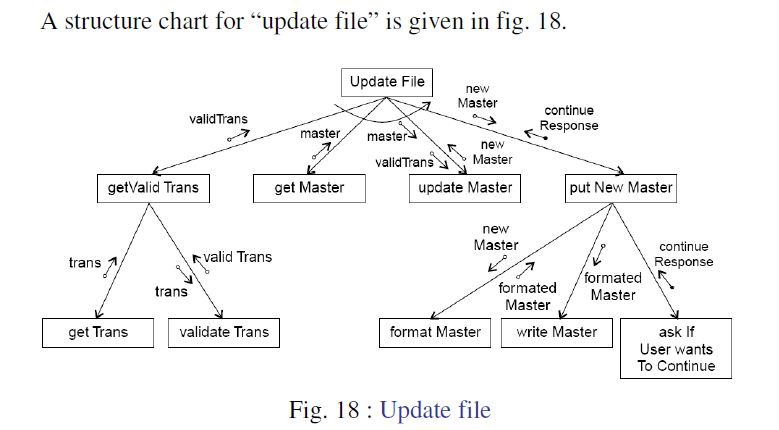 A structure chart for “update file” is given in fig. 18.
Update File
new
Master
continue
Response
validTrans
master
master
validTrans
new
Master
getValid Trans
get Master
update Master
put New Master
trans
valid Trans
trans
new
Master
formated
Master
formated
Master
continue
Response
get Trans
validate Trans
format Master
write Master
ask If
User wants
To Continue
Fig. 18 : Update file